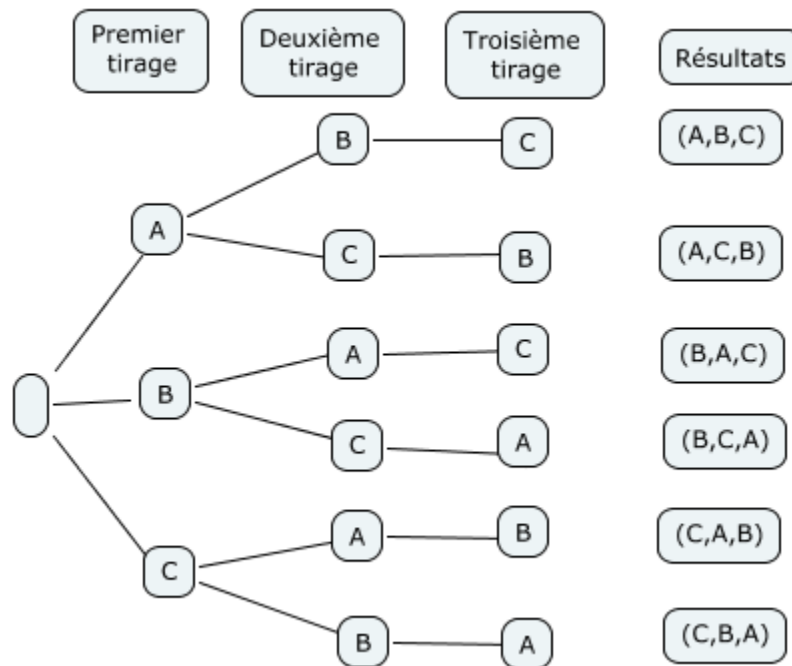 Premier
tirage
Deuxième
tirage
Troisième
tirage
Résultats
B
C
(A,B,C)
A
C
B
(A,C,B)
A
C
(B,A,C)
B
C
A
(B,C,A)
A
B
(C,A,B)
C
B
A
(C,B,A)